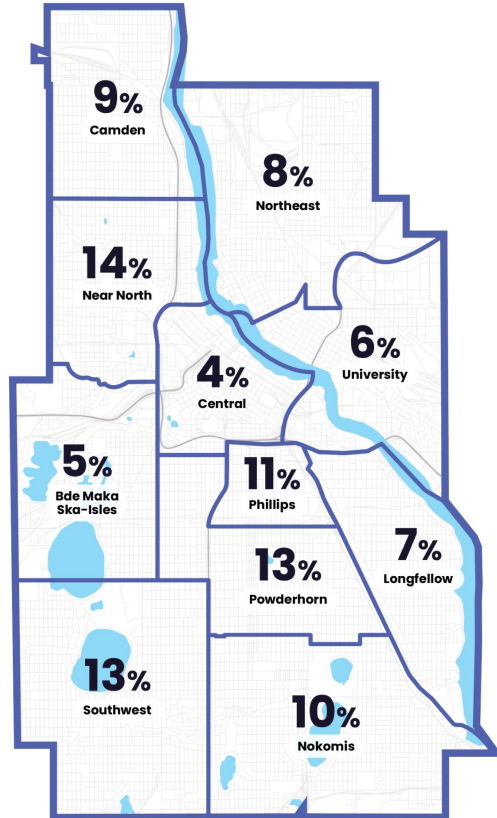 9%
Camden
8%
Northeast
14%
Near North
6%
University
4%
Central
5%
Bde Maka
Ska-Isles
11%
Phillips
7%
Longfellow
13%
Powderhorn
13%
Southwest
10%
Nokomis